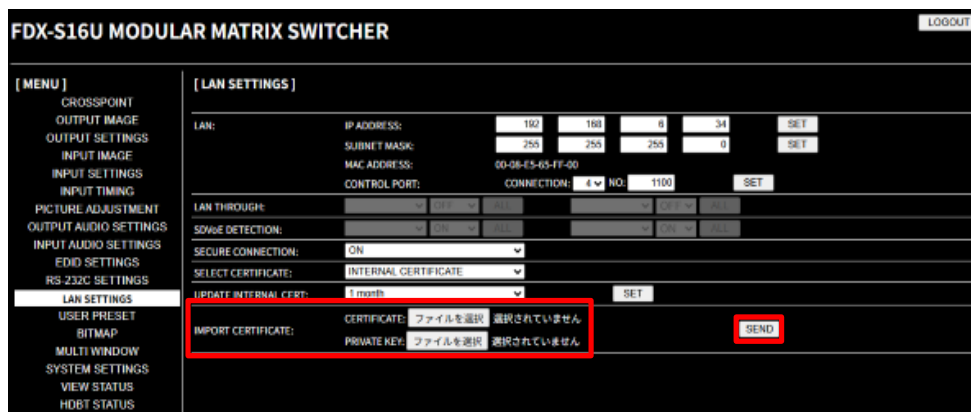 FDX-S16U MODULAR MATRIX SWITCHER
LOGOUT
[ MENU ]
CROSSPOINT
OUTPUT IMAGE
OUTPUT SETTINGS
INPUT IMAGE
INPUT SETTINGS
INPUT TIMING
PICTURE ADJUSTMENT
OUTPUT AUDIO SETTINGS
INPUT AUDIO SETTINGS
EDID SETTINGS
RS-232C SETTINGS
LAN SETTINGS
USER PRESET
BITMAP
MULTI WINDOW
SYSTEM SETTINGS
VIEW STATUS
HDBT STATUS
[ LAN SETTINGS ]
LAN: IP ADDRESS: 192 168 6 34 SET
SUBNET MASK: 255 255 255 0 SET
MAC ADDRESS: 00-08-E5-65-FF-00
CONTROL PORT: CONNECTION: 4 NO: 1100 SET
LAN THROUGH: OFF ALL OFF ALL
SDVoE DETECTION: ON ALL ON ALL
SECURE CONNECTION: ON
SELECT CERTIFICATE: INTERNAL CERTIFICATE
UPDATE INTERNAL CERT: 1 month SET
IMPORT CERTIFICATE: CERTIFICATE: ファイルを選択 選択されていません
PRIVATE KEY: ファイルを選択 選択されていません
SEND